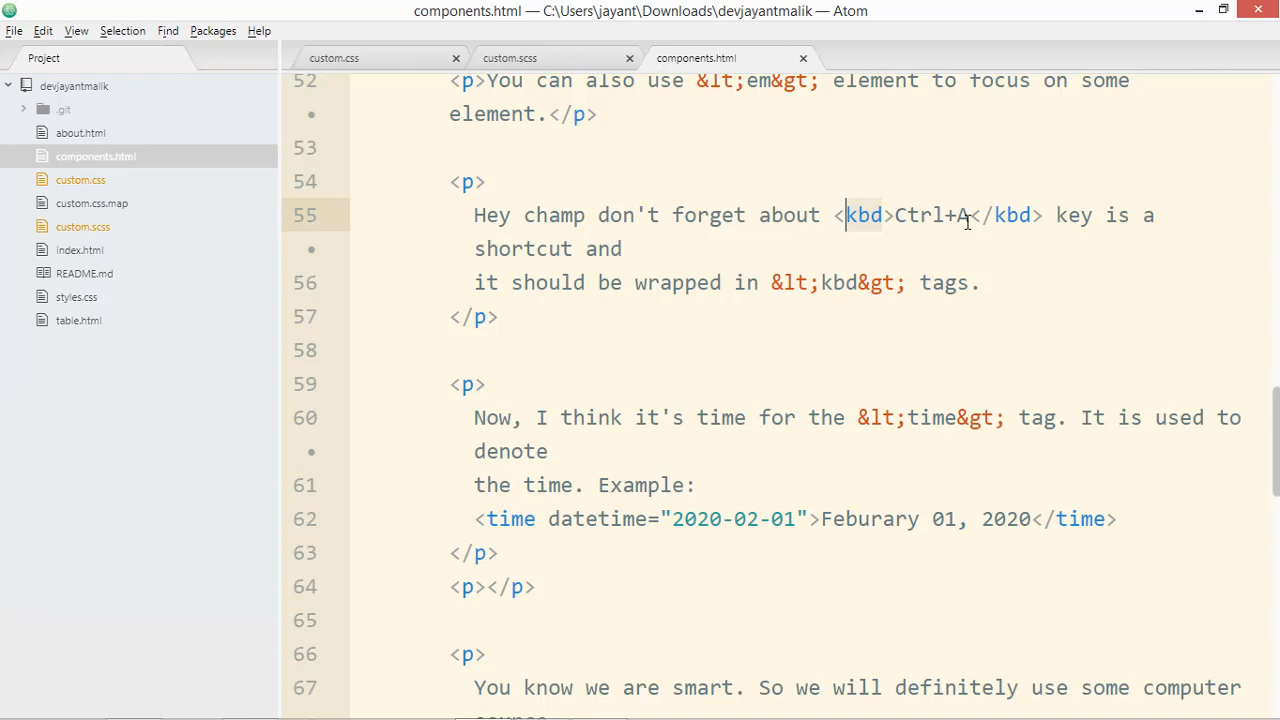 components.html — C:\Users\jayant\Downloads\devjayantmalik — Atom
File Edit View Selection Find Packages Help
Project
custom.css
custom.scss
components.html
devjayantmalik
.git
about.html
components.html
custom.css
custom.css.map
custom.scss
index.html
README.md
styles.css
table.html
52 <p>You can also use &lt;em&gt; element to focus on some
• element.</p>
53
54 <p>
55 Hey champ don't forget about <kbd>Ctrl+A</kbd> key is a
• shortcut and
56 it should be wrapped in &lt;kbd&gt; tags.
57 </p>
58
59 <p>
60 Now, I think it's time for the &lt;time&gt; tag. It is used to
• denote
61 the time. Example:
62 <time datetime="2020-02-01">Feburary 01, 2020</time>
63 </p>
64 <p></p>
65
66 <p>
67 You know we are smart. So we will definitely use some computer